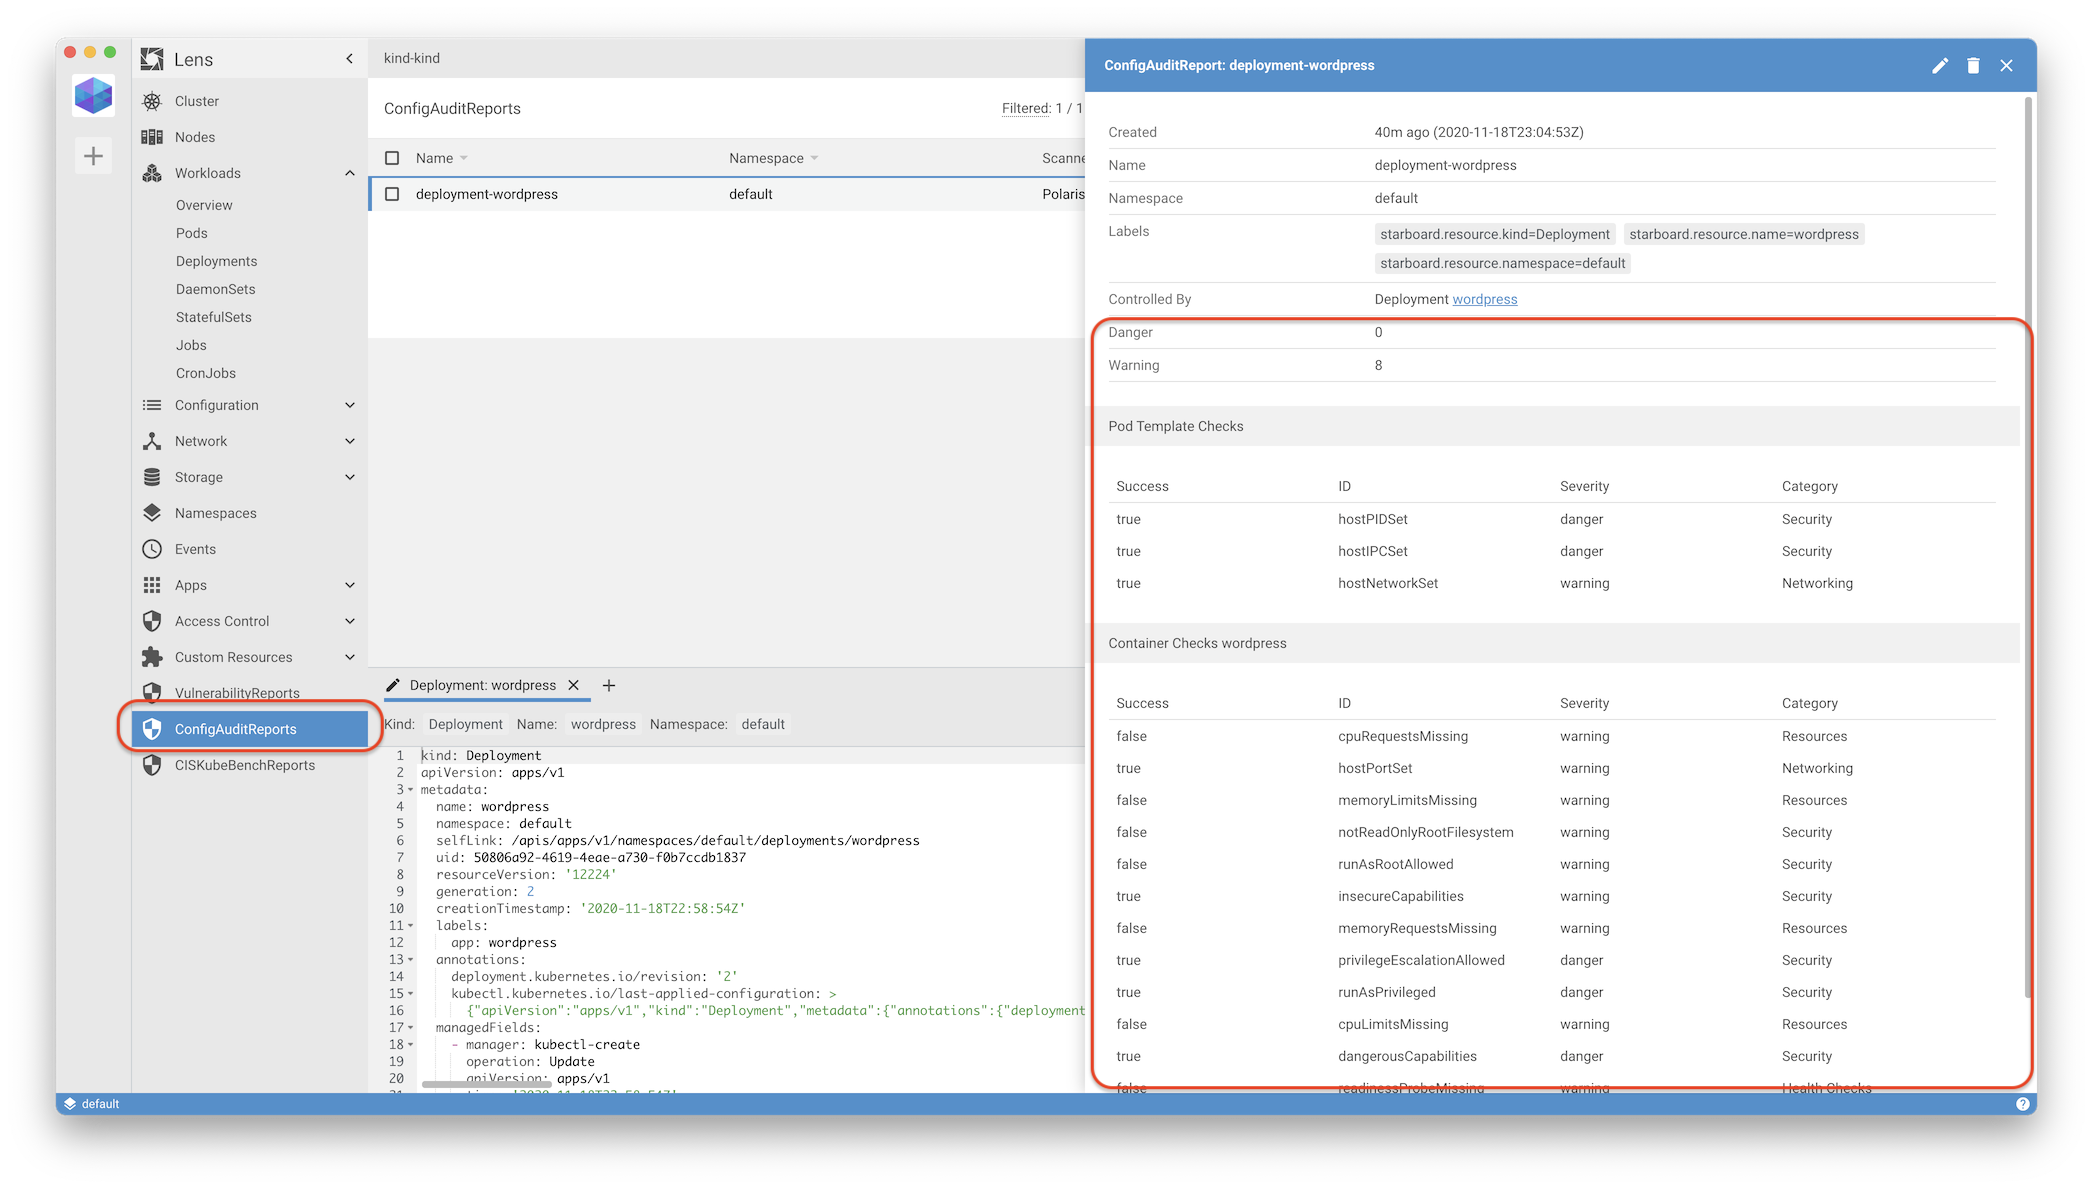 Lens
Cluster
Nodes
Workloads
Overview
Pods
Deployments
DaemonSets
StatefulSets
Jobs
CronJobs
Configuration
Network
Storage
Namespaces
Events
Apps
Access Control
Custom Resources
VulnerabilityReports
ConfigAuditReports
CISKubeBenchReports
kind-kind
ConfigAuditReports Filtered: 1 / 1
Name Namespace Scanne
deployment-wordpress default Polaris
Deployment: wordpress
Kind: Deployment Name: wordpress Namespace: default
1 kind: Deployment
2 apiVersion: apps/v1
3 metadata:
4 name: wordpress
5 namespace: default
6 selfLink: /apis/apps/v1/namespaces/default/deployments/wordpress
7 uid: 50806a92-4619-4eae-a730-f0b7ccdb1837
8 resourceVersion: '12224'
9 generation: 2
10 creationTimestamp: '2020-11-18T22:58:54Z'
11 labels:
12 app: wordpress
13 annotations:
14 deployment.kubernetes.io/revision: '2'
15 kubectl.kubernetes.io/last-applied-configuration: >
16 {"apiVersion":"apps/v1","kind":"Deployment","metadata":{"annotations":{"deployment
17 managedFields:
18 - manager: kubectl-create
19 operation: Update
20 apiVersion: apps/v1
ConfigAuditReport: deployment-wordpress
Created 40m ago (2020-11-18T23:04:53Z)
Name deployment-wordpress
Namespace default
Labels starboard.resource.kind=Deployment starboard.resource.name=wordpress
starboard.resource.namespace=default
Controlled By Deployment wordpress
Danger 0
Warning 8
Pod Template Checks
Success ID Severity Category
true hostPIDSet danger Security
true hostIPCSet danger Security
true hostNetworkSet warning Networking
Container Checks wordpress
Success ID Severity Category
false cpuRequestsMissing warning Resources
true hostPortSet warning Networking
false memoryLimitsMissing warning Resources
false notReadOnlyRootFilesystem warning Security
false runAsRootAllowed warning Security
true insecureCapabilities warning Security
false memoryRequestsMissing warning Resources
true privilegeEscalationAllowed danger Security
true runAsPrivileged danger Security
false cpuLimitsMissing warning Resources
true dangerousCapabilities danger Security
false readinessProbeMissing warning Health Checks
default